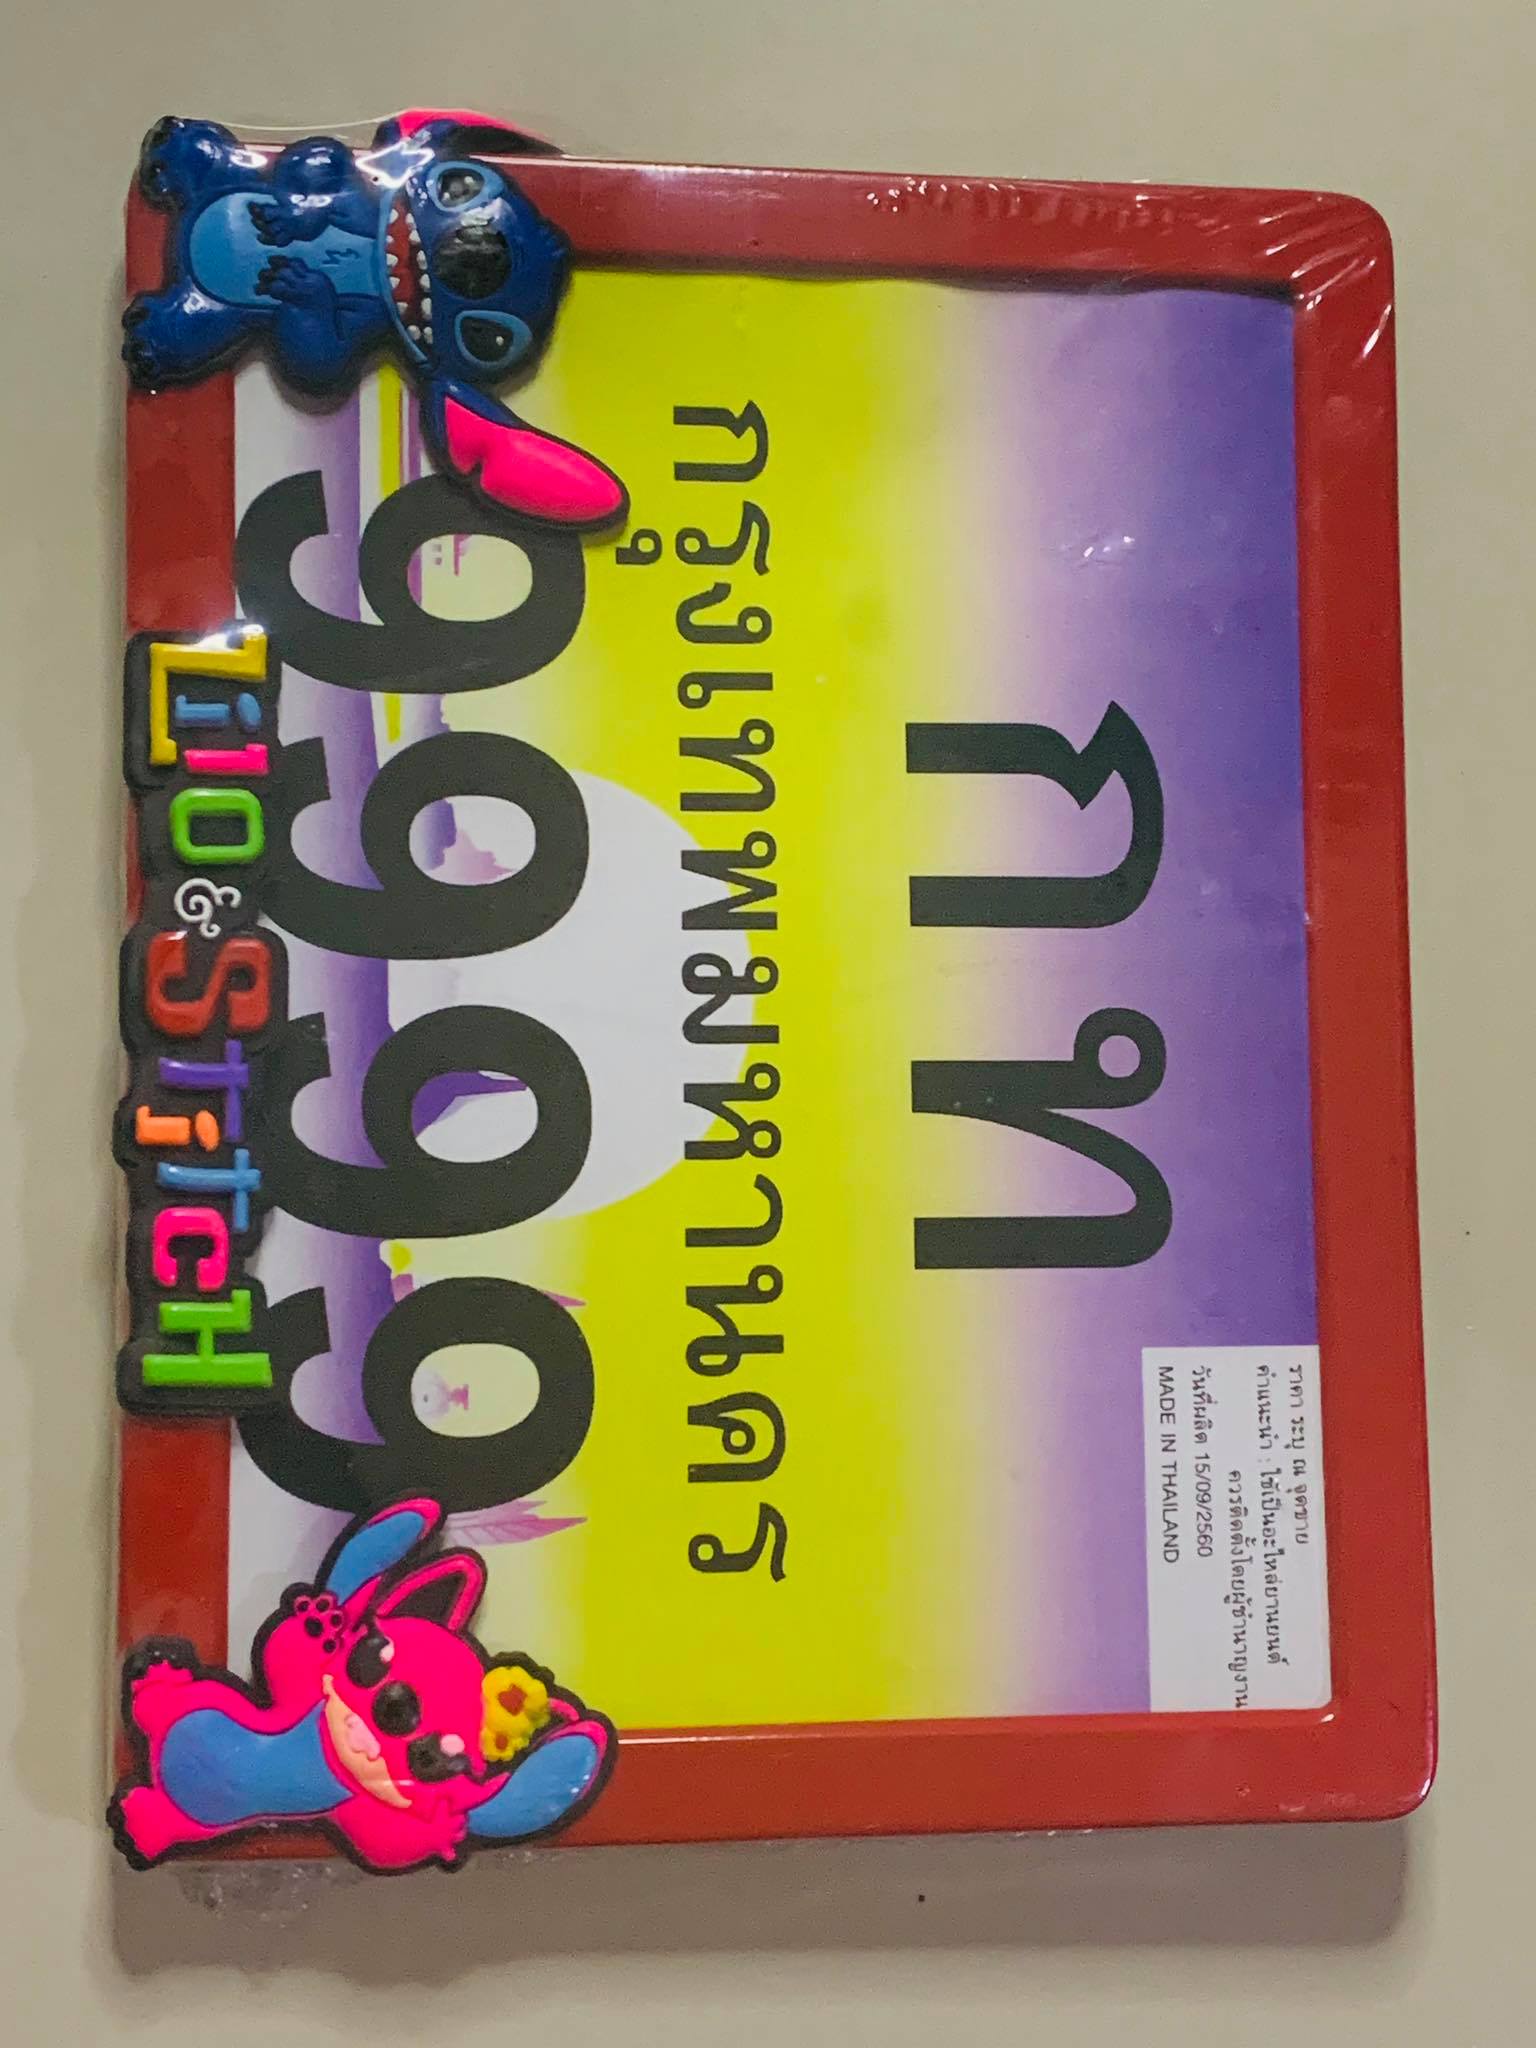 กท
ราคา ระบุ ณ จุดขาย
คำแนะนำ : ใช้เป็นอะไหล่ยานยนต์
ควรติดตั้งโดยผู้ชำนาญงาน
วันที่ผลิต 15/09/2560
MADE IN THAILAND
กรุงเทพมหานคร
9999
Lilo & StitcH